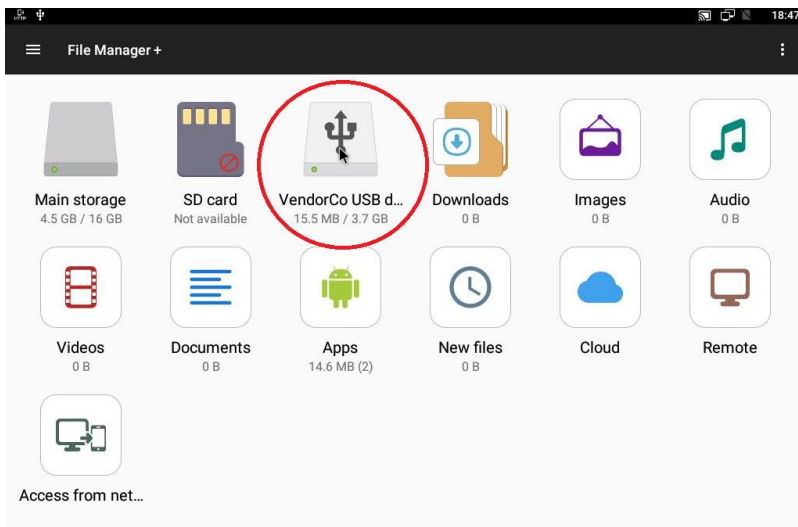 HTTP
18:47
File Manager +
Main storage
SD card
VendorCo USB d...
Downloads
Images
Audio
4.5 GB / 16 GB
Not available
15.5 MB / 3.7 GB
0 B
0 B
0 B
Videos
Documents
Apps
New files
Cloud
Remote
0 B
0 B
14.6 MB (2)
0 B
Access from net...